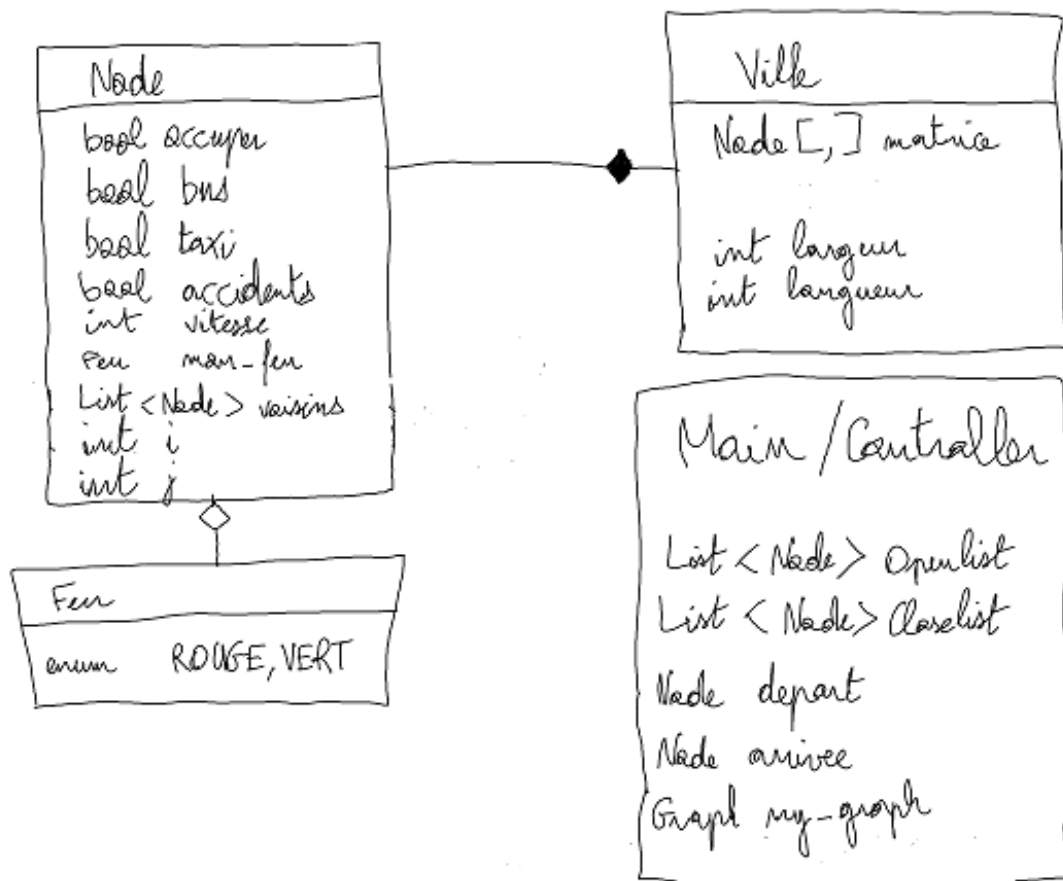 Node
bool occuper
bool bus
bool taxi
bool accidents
int vitesse
Feu mon_feu
List <Node> voisins
int i
int j
Feu
enum ROUGE, VERT
Ville
Node [,] matrice
int largeur
int longueur
Main / Controller
List <Node> Openlist
List <Node> Closelist
Node depart
Node arrivee
Graph my_graph